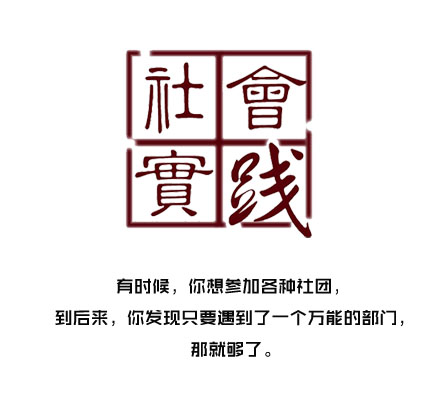 社會
實践
有时候，你想参加各种社团，
到后来，你发现只要遇到了一个万能的部门，
那就够了。